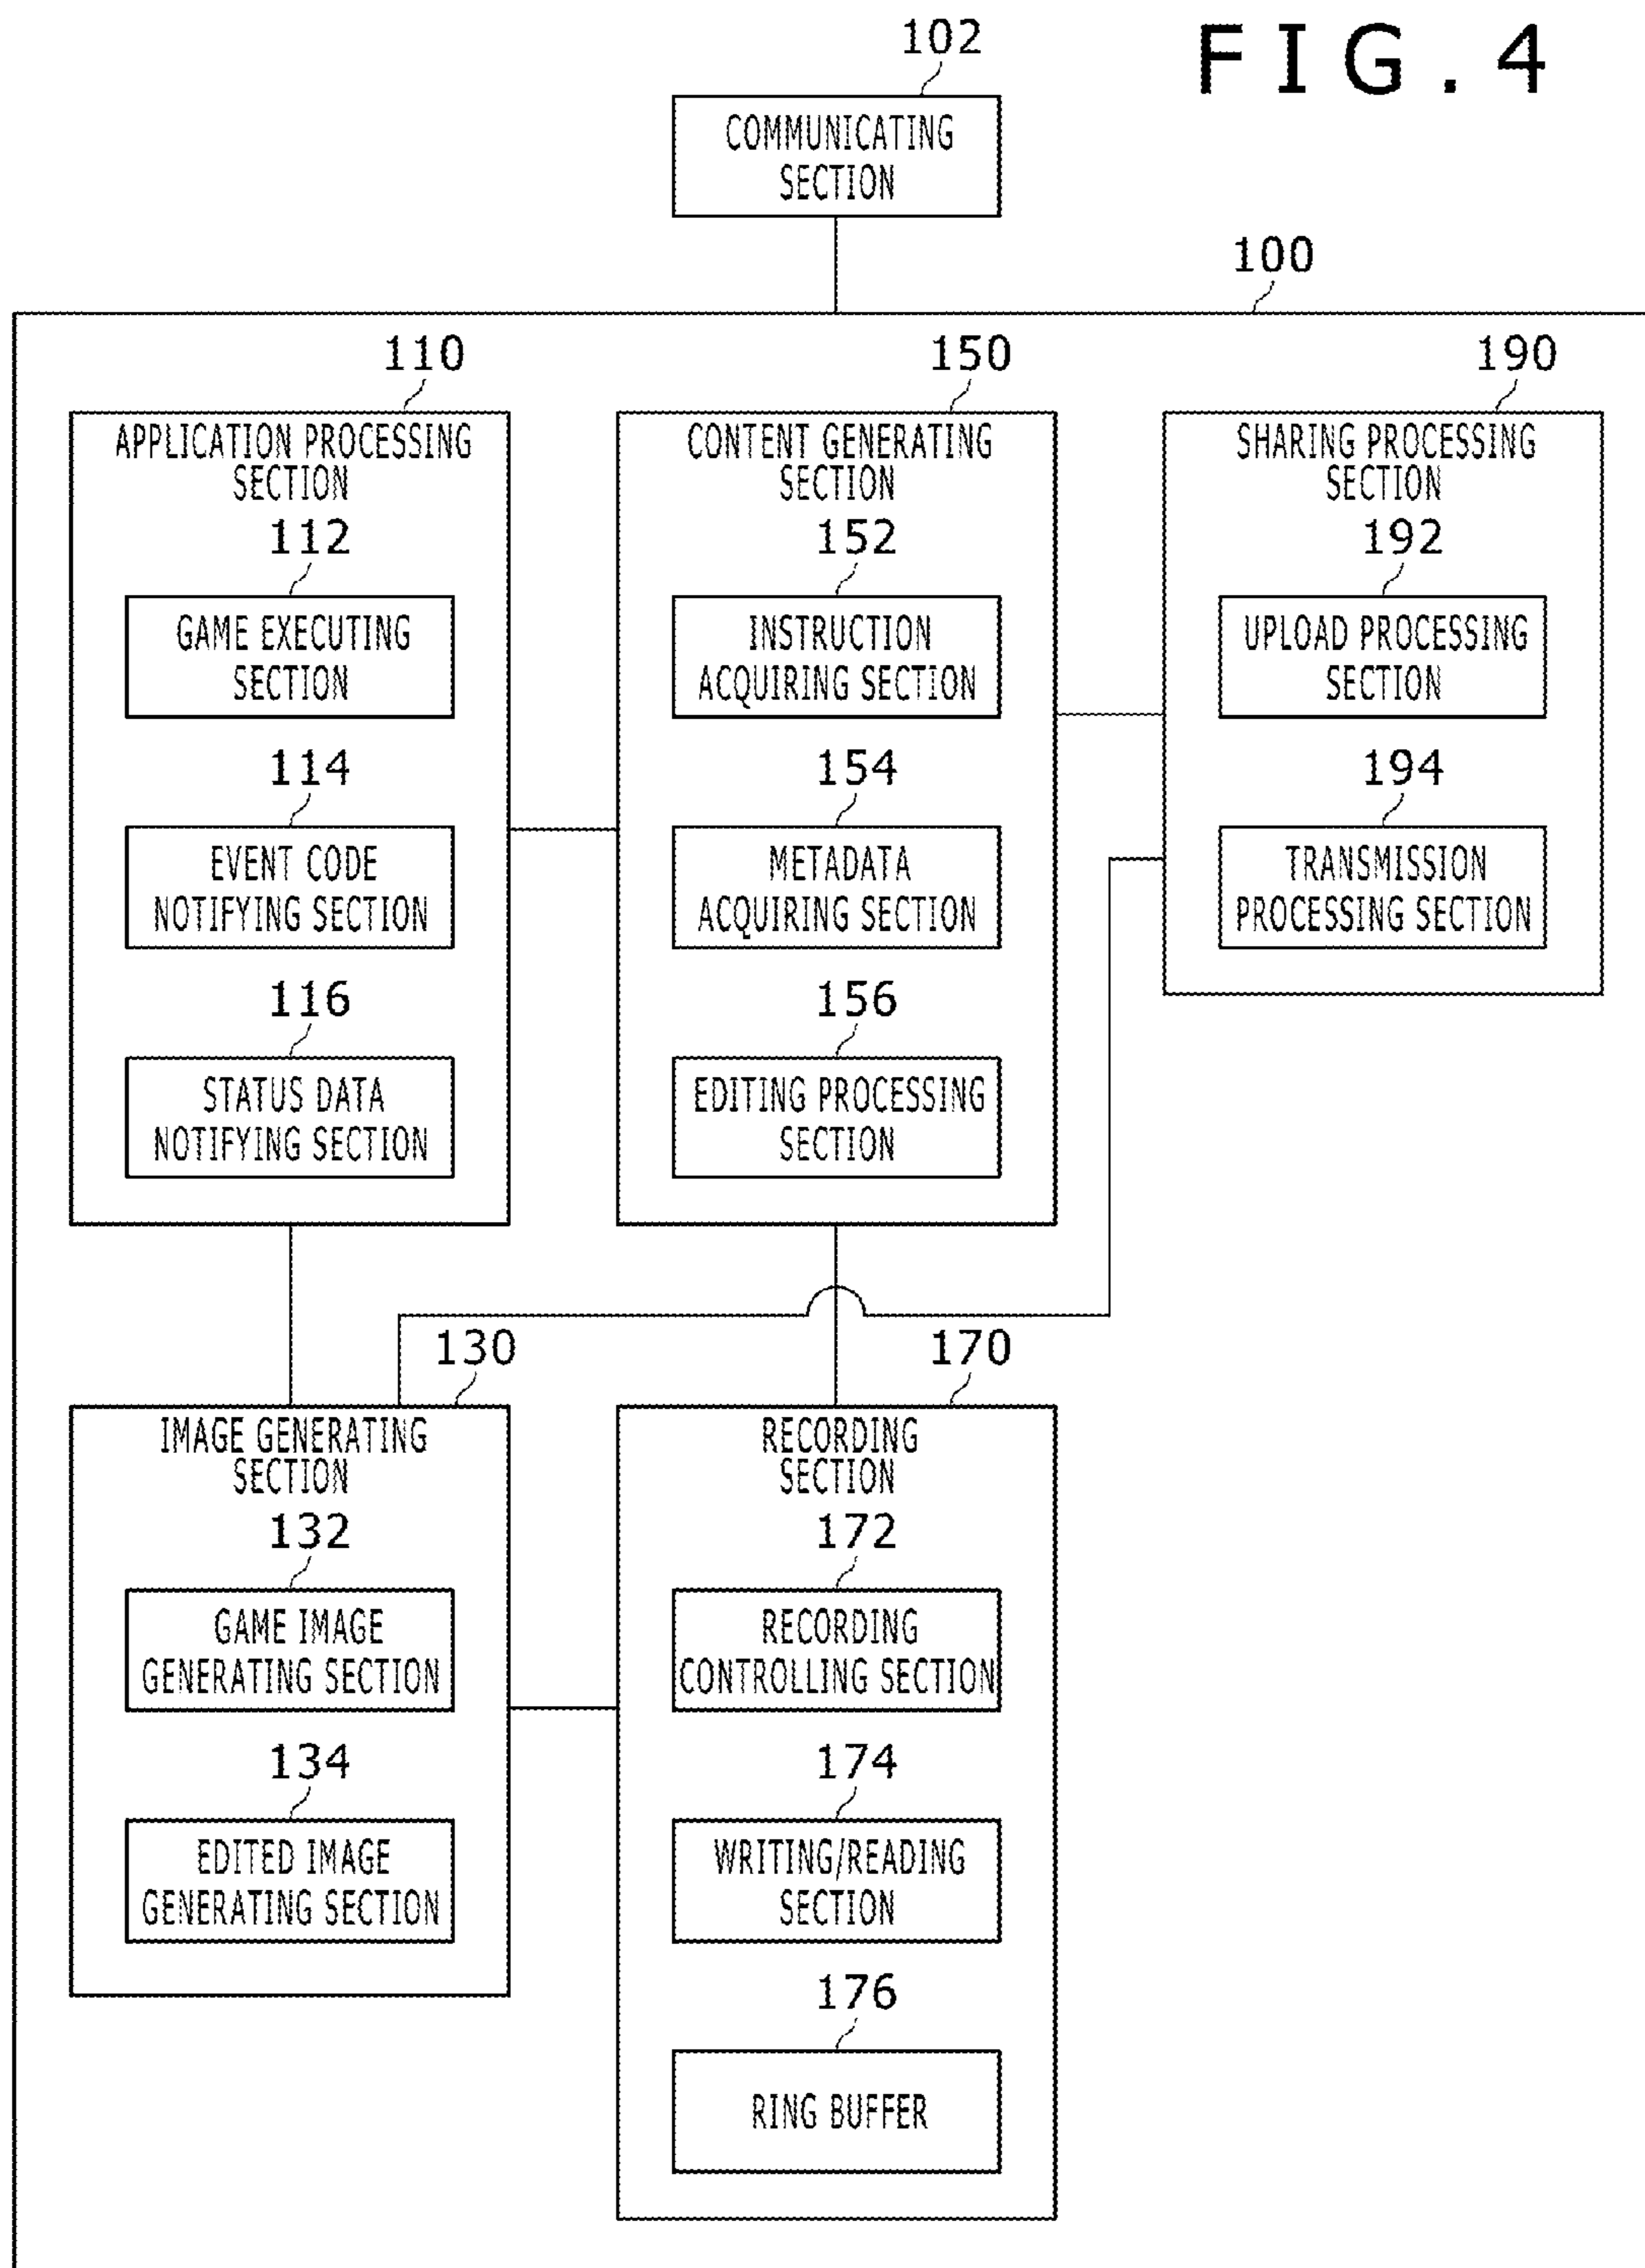 FIG.4
102
COMMUNICATING
SECTION
100
110
APPLICATION PROCESSING
SECTION
112
GAME EXECUTING
SECTION
114
EVENT CODE
NOTIFYING SECTION
116
STATUS DATA
NOTIFYING SECTION
150
CONTENT GENERATING
SECTION
152
INSTRUCTION
ACQUIRING SECTION
154
METADATA
ACQUIRING SECTION
156
EDITING PROCESSING
SECTION
190
SHARING PROCESSING
SECTION
192
UPLOAD PROCESSING
SECTION
194
TRANSMISSION
PROCESSING SECTION
130
IMAGE GENERATING
SECTION
132
GAME IMAGE
GENERATING SECTION
134
EDITED IMAGE
GENERATING SECTION
170
RECORDING
SECTION
172
RECORDING
CONTROLLING SECTION
174
WRITING/READING
SECTION
176
RING BUFFER